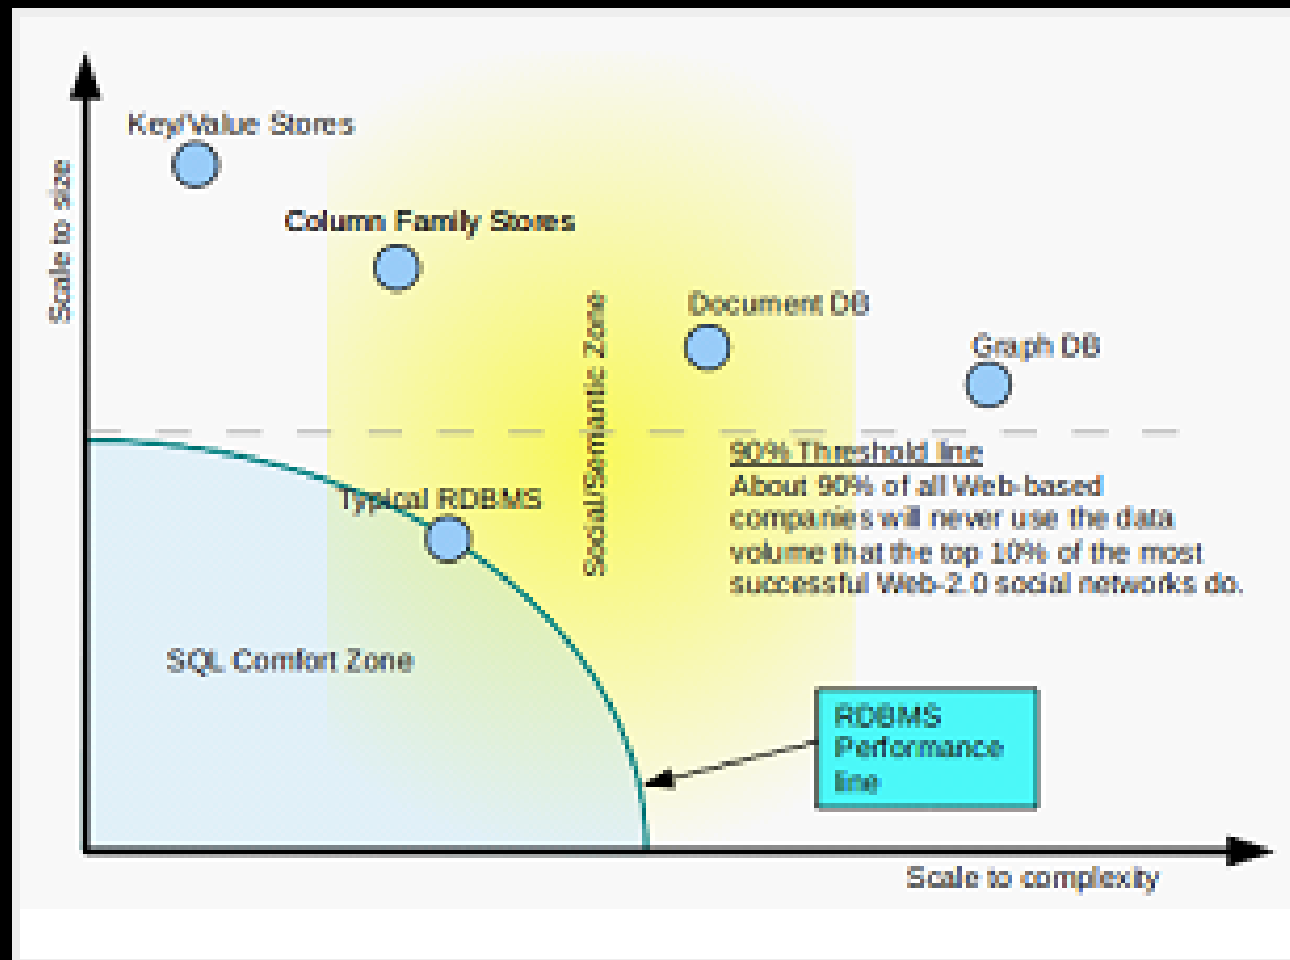 Key/Value Stores
Scale to size
Column Family Stores
Document DB
Social/Semantic Zone
Graph DB
90% Threshold line
About 90% of all Web-based
companies will never use the data
volume that the top 10% of the most
successful Web-2.0 social networks do.
Typical RDBMS
SQL Comfort Zone
RDBMS
Performance
line
Scale to complexity